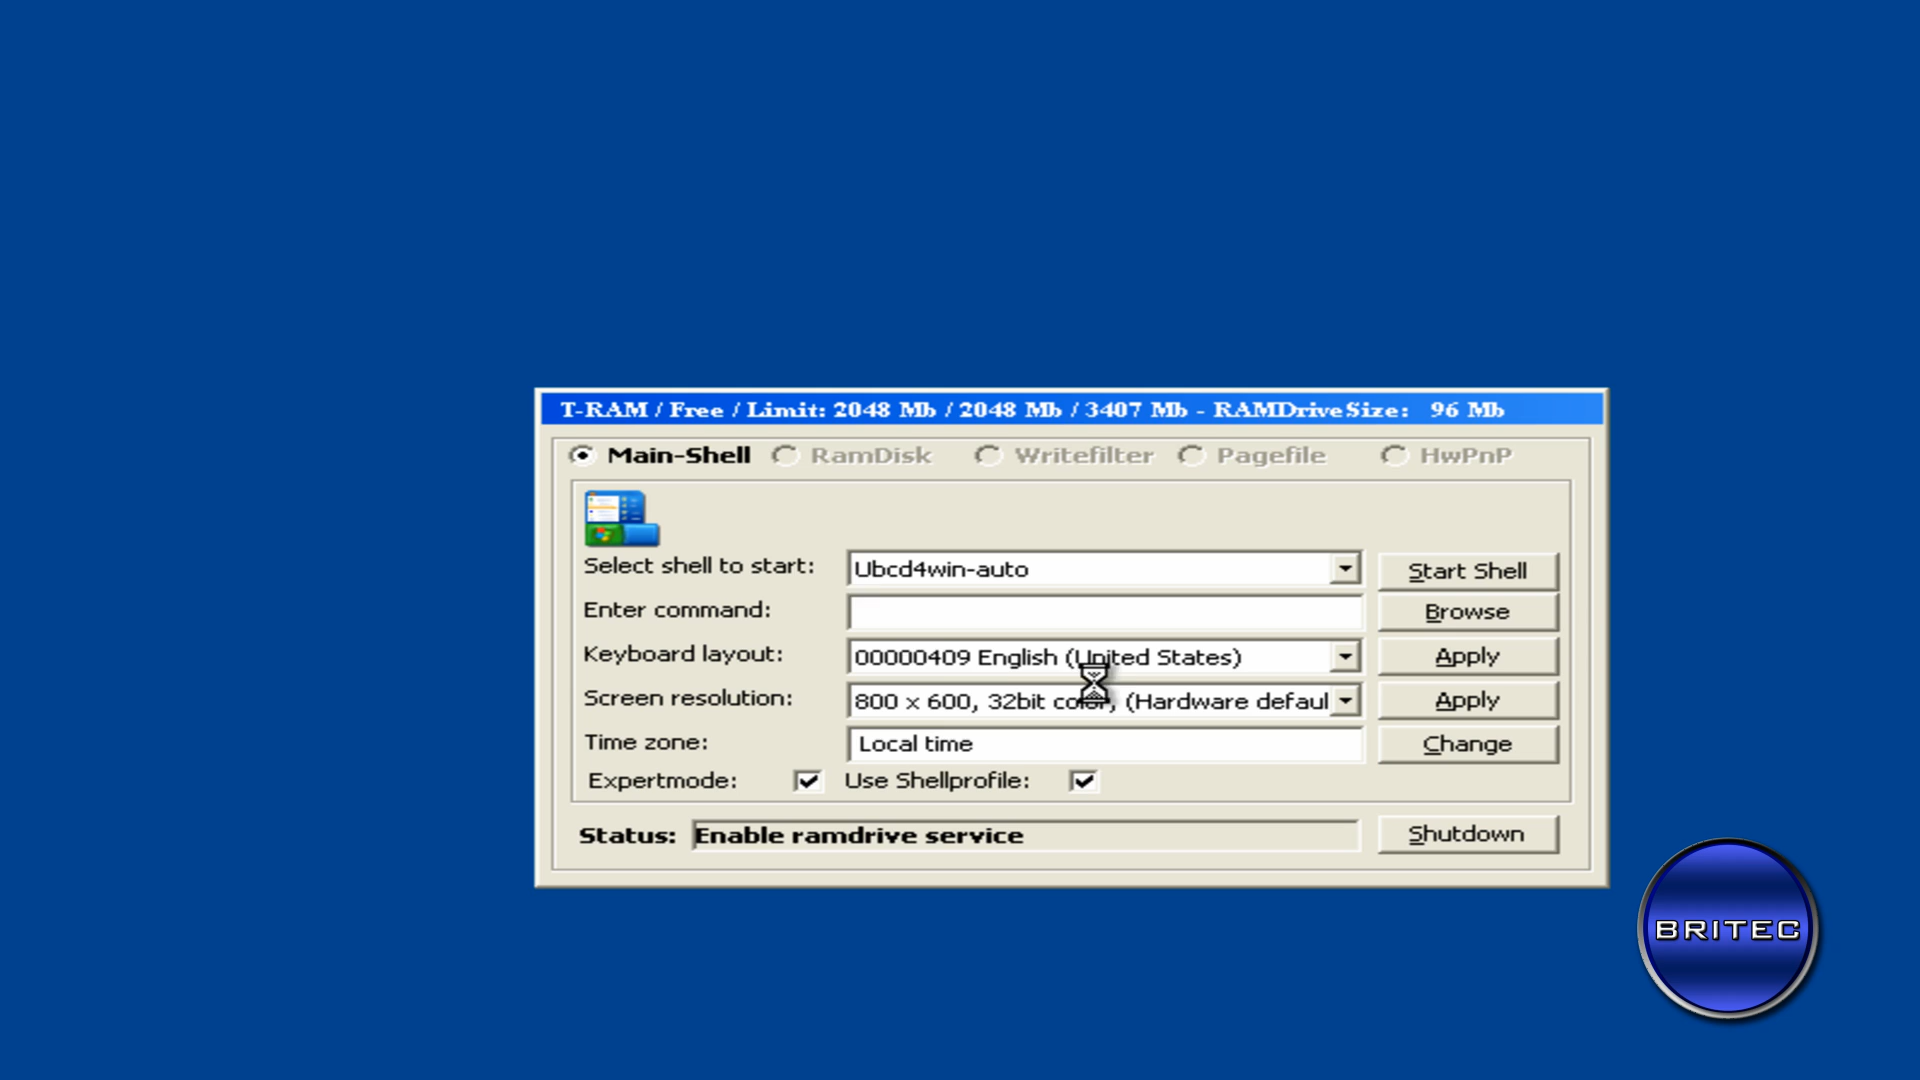 T-RAM / Free / Limit: 2048 Mb / 2048 Mb / 3407 Mb - RAMDriveSize: 96 Mb
Main-Shell RamDisk Writefilter Pagefile HwPnP
Select shell to start: Ubcd4win-auto Start Shell
Enter command: Browse
Keyboard layout: 00000409 English (United States) Apply
Screen resolution: 800 x 600, 32bit color, (Hardware defaul Apply
Time zone: Local time Change
Expertmode: Use Shellprofile:
Status: Enable ramdrive service Shutdown
BRITEC